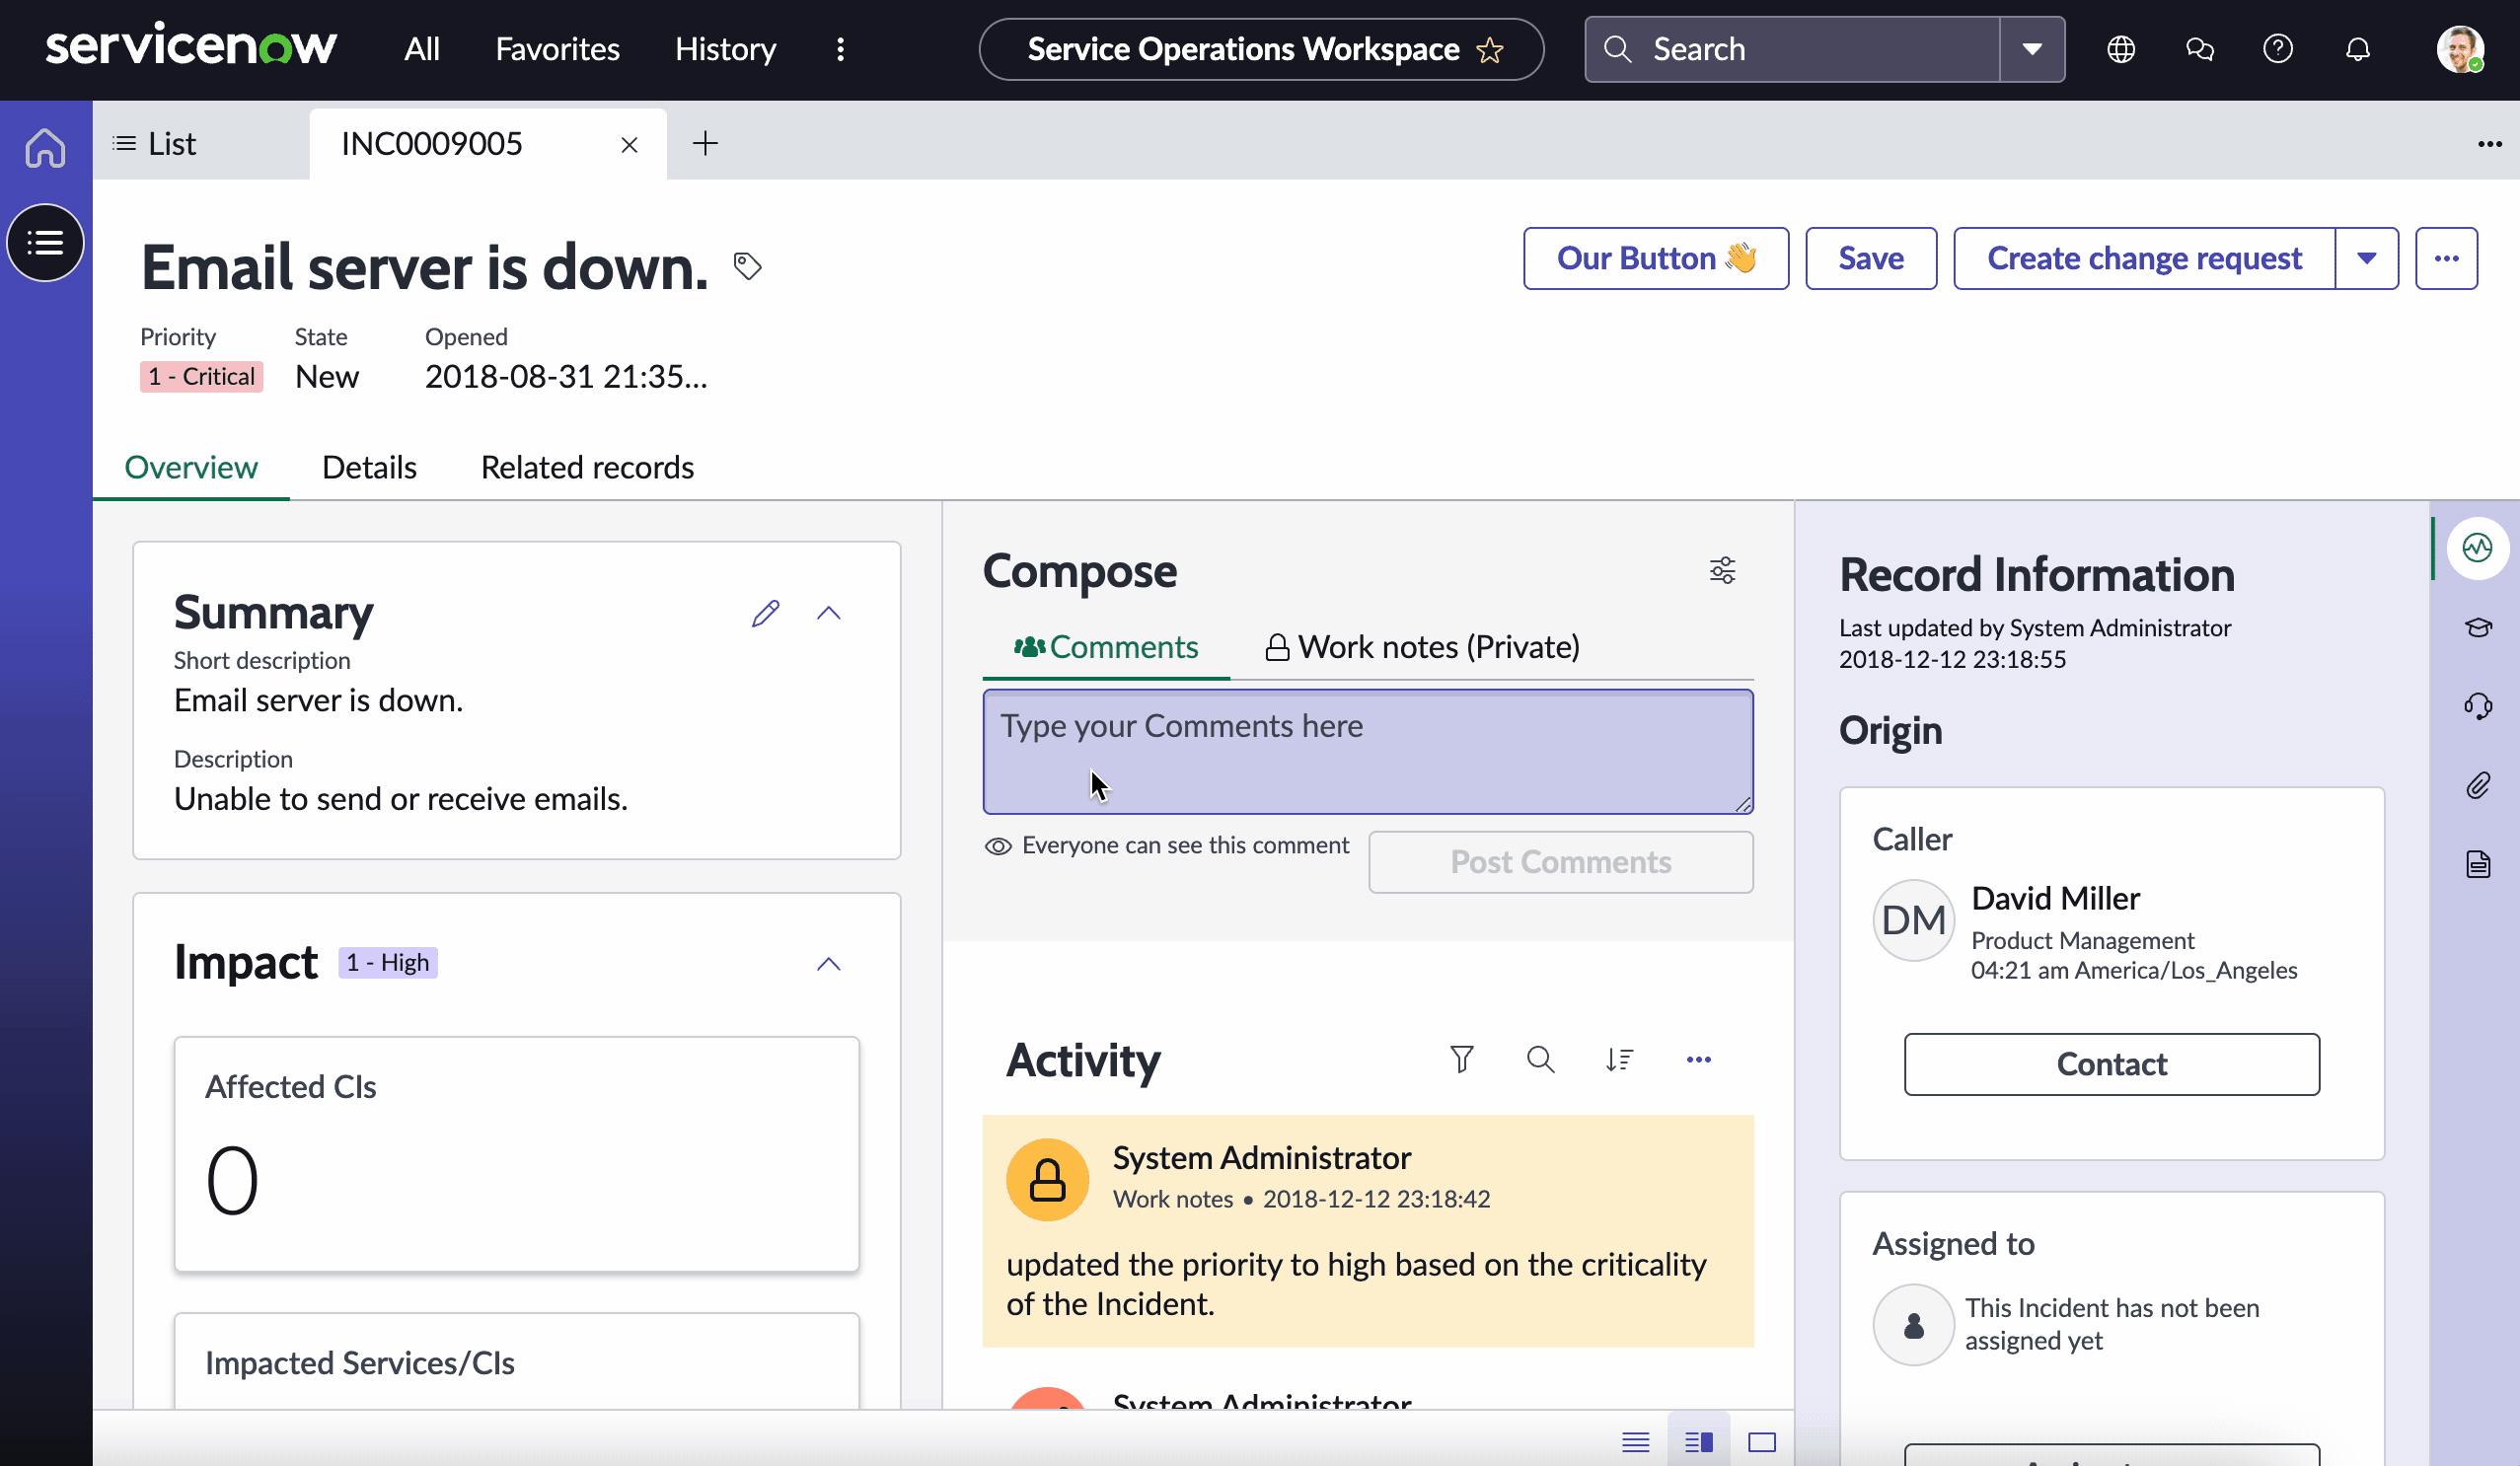 servicenow
All
Favorites
History
Service Operations Workspace
Search
List
INC0009005
Email server is down.
Our Button 👋
Save
Create change request
Priority
State
Opened
1 - Critical
New
2018-08-31 21:35...
Overview
Details
Related records
Summary
Short description
Email server is down.
Description
Unable to send or receive emails.
Impact
1 - High
Affected CIs
0
Impacted Services/CIs
Compose
Comments
Work notes (Private)
Type your Comments here
Everyone can see this comment
Post Comments
Activity
System Administrator
Work notes • 2018-12-12 23:18:42
updated the priority to high based on the criticality
of the Incident.
System Administrator
Record Information
Last updated by System Administrator
2018-12-12 23:18:55
Origin
Caller
DM
David Miller
Product Management
04:21 am America/Los_Angeles
Contact
Assigned to
This Incident has not been
assigned yet